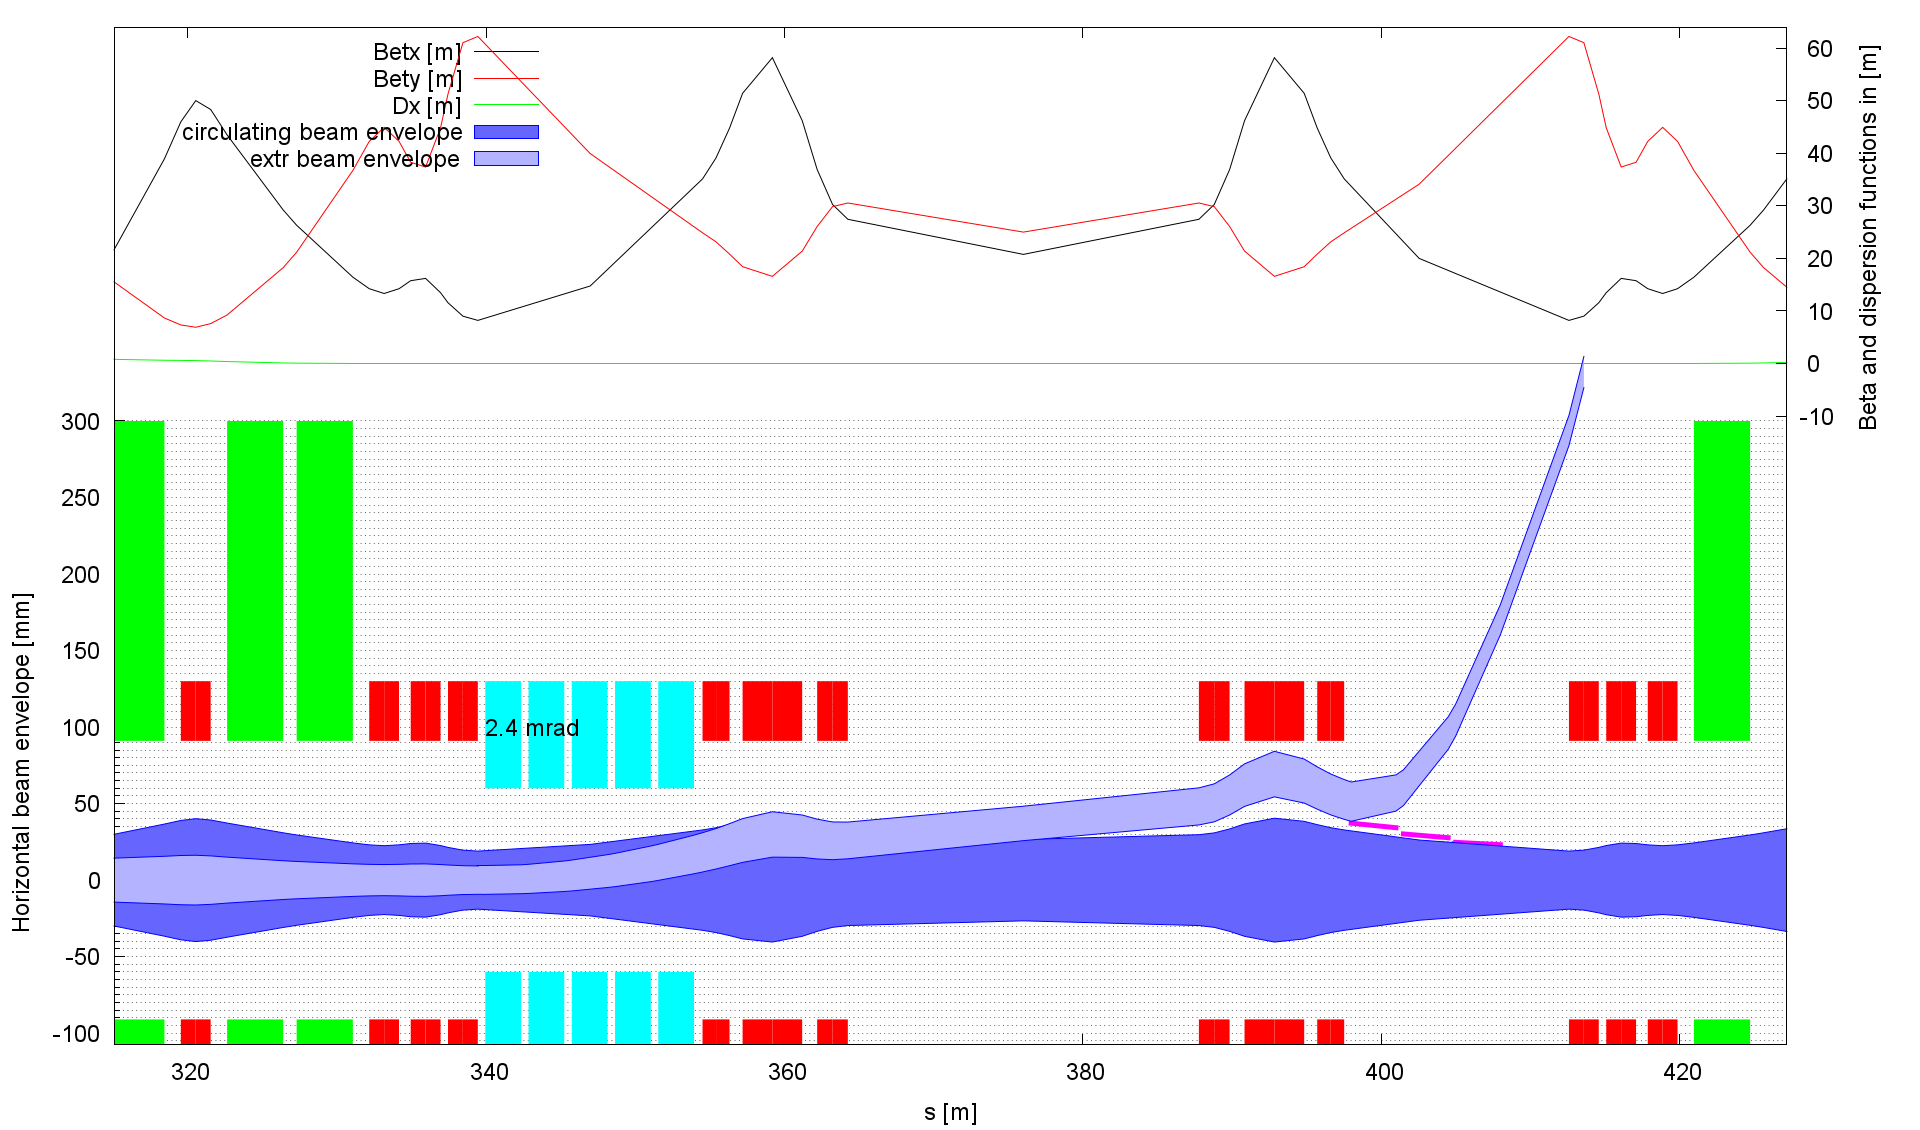 Betx [m]
Bety [m]
Dx [m]
circulating beam envelope
extr beam envelope
60
50
40
30
20
10
0
-10
Beta and dispersion functions in [m]
300
250
200
150
100
50
0
-50
-100
Horizontal beam envelope [mm]
2.4 mrad
320
340
360
380
400
420
s [m]